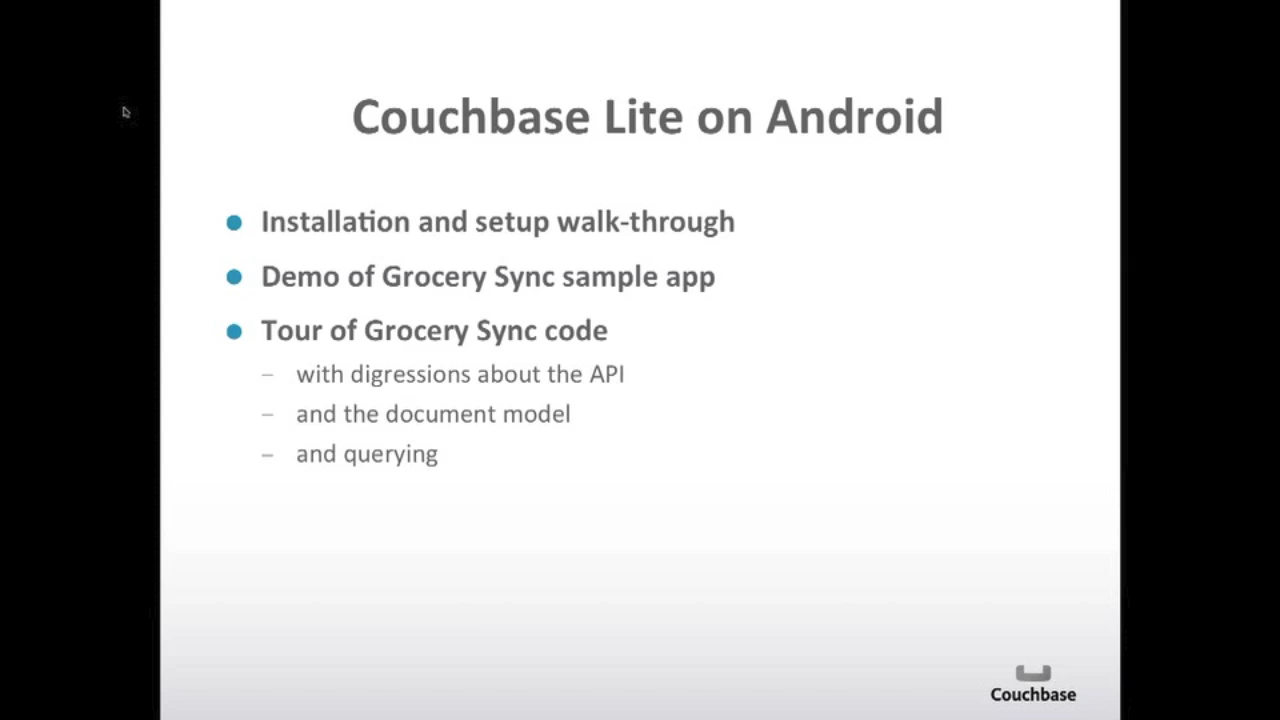 Couchbase Lite on Android
Installation and setup walk-through
Demo of Grocery Sync sample app
Tour of Grocery Sync code
– with digressions about the API
– and the document model
– and querying
Couchbase